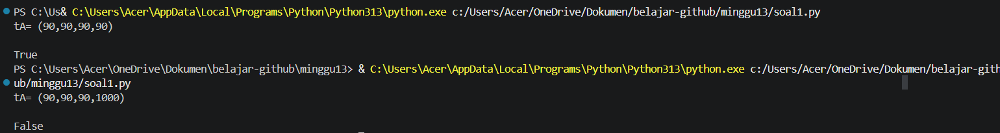 PS C:\Us& C:\Users\Acer\AppData\Local\Programs\Python\Python313\python.exe c:/Users/Acer/OneDrive/Dokumen/belajar-github/minggu13/soal1.py
tA= (90,90,90,90)
True
PS C:\Users\Acer\OneDrive\Dokumen\belajar-github\minggu13> & C:\Users\Acer\AppData\Local\Programs\Python\Python313\python.exe c:/Users/Acer/OneDrive/Dokumen/belajar-gith
ub/minggu13/soal1.py
tA= (90,90,90,1000)
False